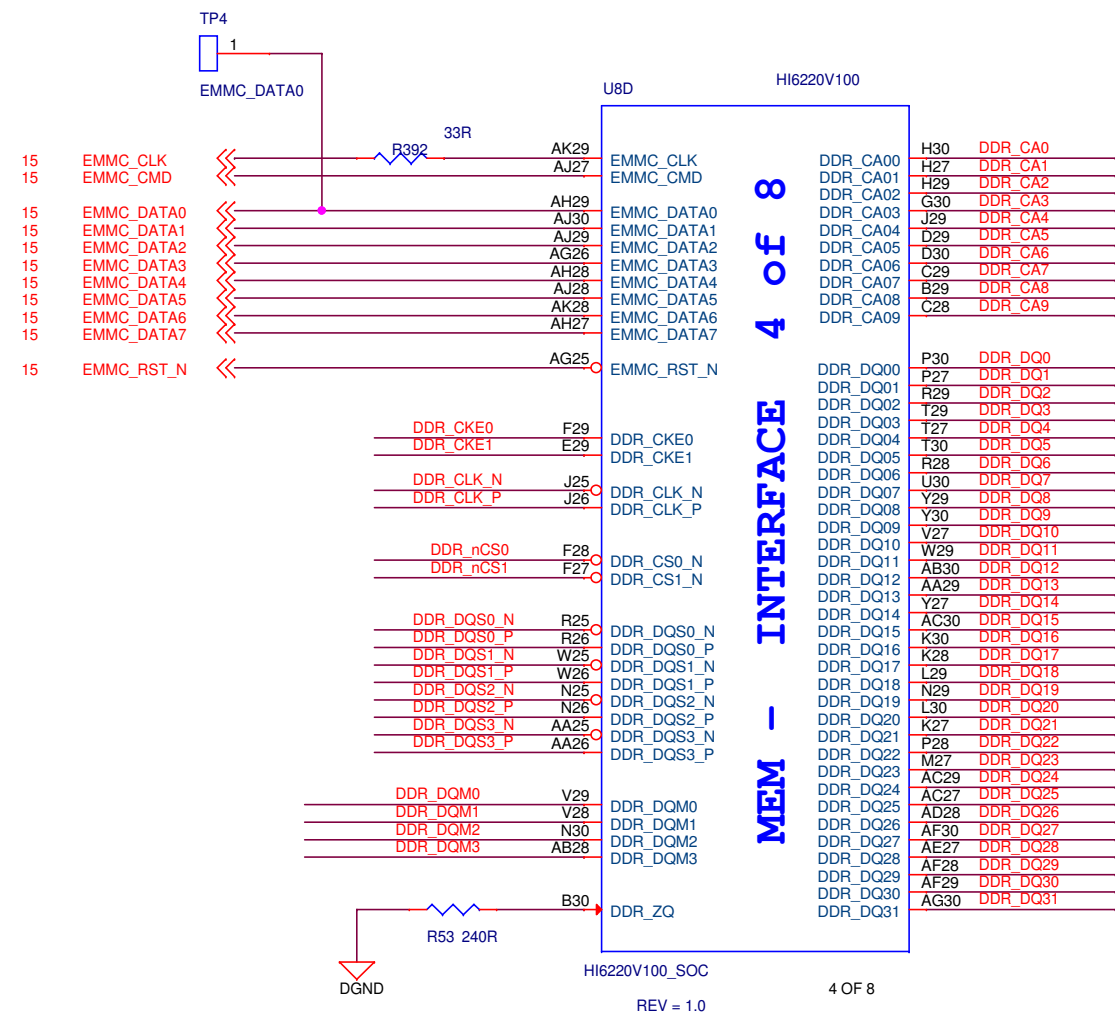 TP4
1
EMMC_DATA0
HI6220V100
U8D
33R
R392
15 EMMC_CLK AK29 EMMC_CLK
15 EMMC_CMD AJ27 EMMC_CMD
15 EMMC_DATA0 AH29 EMMC_DATA0
15 EMMC_DATA1 AJ30 EMMC_DATA1
15 EMMC_DATA2 AJ29 EMMC_DATA2
15 EMMC_DATA3 AG26 EMMC_DATA3
15 EMMC_DATA4 AH28 EMMC_DATA4
15 EMMC_DATA5 AJ28 EMMC_DATA5
15 EMMC_DATA6 AK28 EMMC_DATA6
15 EMMC_DATA7 AH27 EMMC_DATA7
15 EMMC_RST_N AG25 EMMC_RST_N
DDR_CKE0 F29 DDR_CKE0
DDR_CKE1 E29 DDR_CKE1
DDR_CLK_N J25 DDR_CLK_N
DDR_CLK_P J26 DDR_CLK_P
DDR_nCS0 F28 DDR_CS0_N
DDR_nCS1 F27 DDR_CS1_N
DDR_DQS0_N R25 DDR_DQS0_N
DDR_DQS0_P R26 DDR_DQS0_P
DDR_DQS1_N W25 DDR_DQS1_N
DDR_DQS1_P W26 DDR_DQS1_P
DDR_DQS2_N N25 DDR_DQS2_N
DDR_DQS2_P N26 DDR_DQS2_P
DDR_DQS3_N AA25 DDR_DQS3_N
DDR_DQS3_P AA26 DDR_DQS3_P
DDR_DQM0 V29 DDR_DQM0
DDR_DQM1 V28 DDR_DQM1
DDR_DQM2 N30 DDR_DQM2
DDR_DQM3 AB28 DDR_DQM3
B30 DDR_ZQ
R53 240R
DGND
MEM - INTERFACE 4 of 8
DDR_CA00 H30 DDR_CA0
DDR_CA01 H27 DDR_CA1
DDR_CA02 H29 DDR_CA2
DDR_CA03 G30 DDR_CA3
DDR_CA04 J29 DDR_CA4
DDR_CA05 D29 DDR_CA5
DDR_CA06 D30 DDR_CA6
DDR_CA07 C29 DDR_CA7
DDR_CA08 B29 DDR_CA8
DDR_CA09 C28 DDR_CA9
DDR_DQ00 P30 DDR_DQ0
DDR_DQ01 P27 DDR_DQ1
DDR_DQ02 R29 DDR_DQ2
DDR_DQ03 T29 DDR_DQ3
DDR_DQ04 T27 DDR_DQ4
DDR_DQ05 T30 DDR_DQ5
DDR_DQ06 R28 DDR_DQ6
DDR_DQ07 U30 DDR_DQ7
DDR_DQ08 Y29 DDR_DQ8
DDR_DQ09 Y30 DDR_DQ9
DDR_DQ10 V27 DDR_DQ10
DDR_DQ11 W29 DDR_DQ11
DDR_DQ12 AB30 DDR_DQ12
DDR_DQ13 AA29 DDR_DQ13
DDR_DQ14 Y27 DDR_DQ14
DDR_DQ15 AC30 DDR_DQ15
DDR_DQ16 K30 DDR_DQ16
DDR_DQ17 K28 DDR_DQ17
DDR_DQ18 L29 DDR_DQ18
DDR_DQ19 N29 DDR_DQ19
DDR_DQ20 L30 DDR_DQ20
DDR_DQ21 K27 DDR_DQ21
DDR_DQ22 P28 DDR_DQ22
DDR_DQ23 M27 DDR_DQ23
DDR_DQ24 AC29 DDR_DQ24
DDR_DQ25 AC27 DDR_DQ25
DDR_DQ26 AD28 DDR_DQ26
DDR_DQ27 AF30 DDR_DQ27
DDR_DQ28 AE27 DDR_DQ28
DDR_DQ29 AF28 DDR_DQ29
DDR_DQ30 AF29 DDR_DQ30
DDR_DQ31 AG30 DDR_DQ31
HI6220V100_SOC
4 OF 8
REV = 1.0